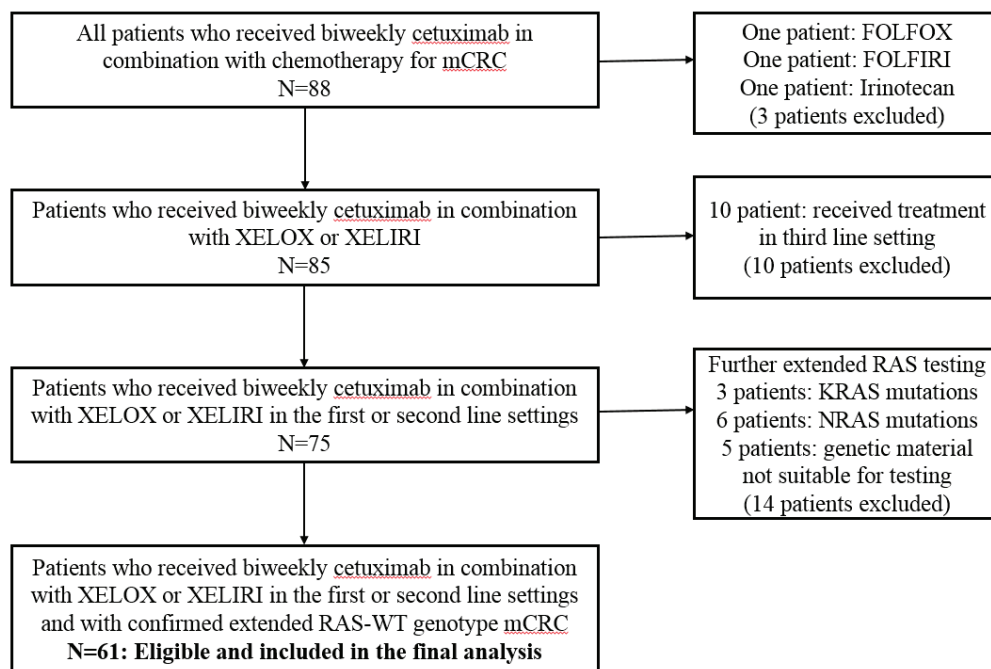 All patients who received biweekly cetuximab in
combination with chemotherapy for mCRC
N=88
One patient: FOLFOX
One patient: FOLFIRI
One patient: Irinotecan
(3 patients excluded)
Patients who received biweekly cetuximab in combination
with XELOX or XELIRI
N=85
10 patient: received treatment
in third line setting
(10 patients excluded)
Patients who received biweekly cetuximab in combination
with XELOX or XELIRI in the first or second line settings
N=75
Further extended RAS testing
3 patients: KRAS mutations
6 patients: NRAS mutations
5 patients: genetic material
not suitable for testing
(14 patients excluded)
Patients who received biweekly cetuximab in combination
with XELOX or XELIRI in the first or second line settings
and with confirmed extended RAS-WT genotype mCRC
N=61: Eligible and included in the final analysis